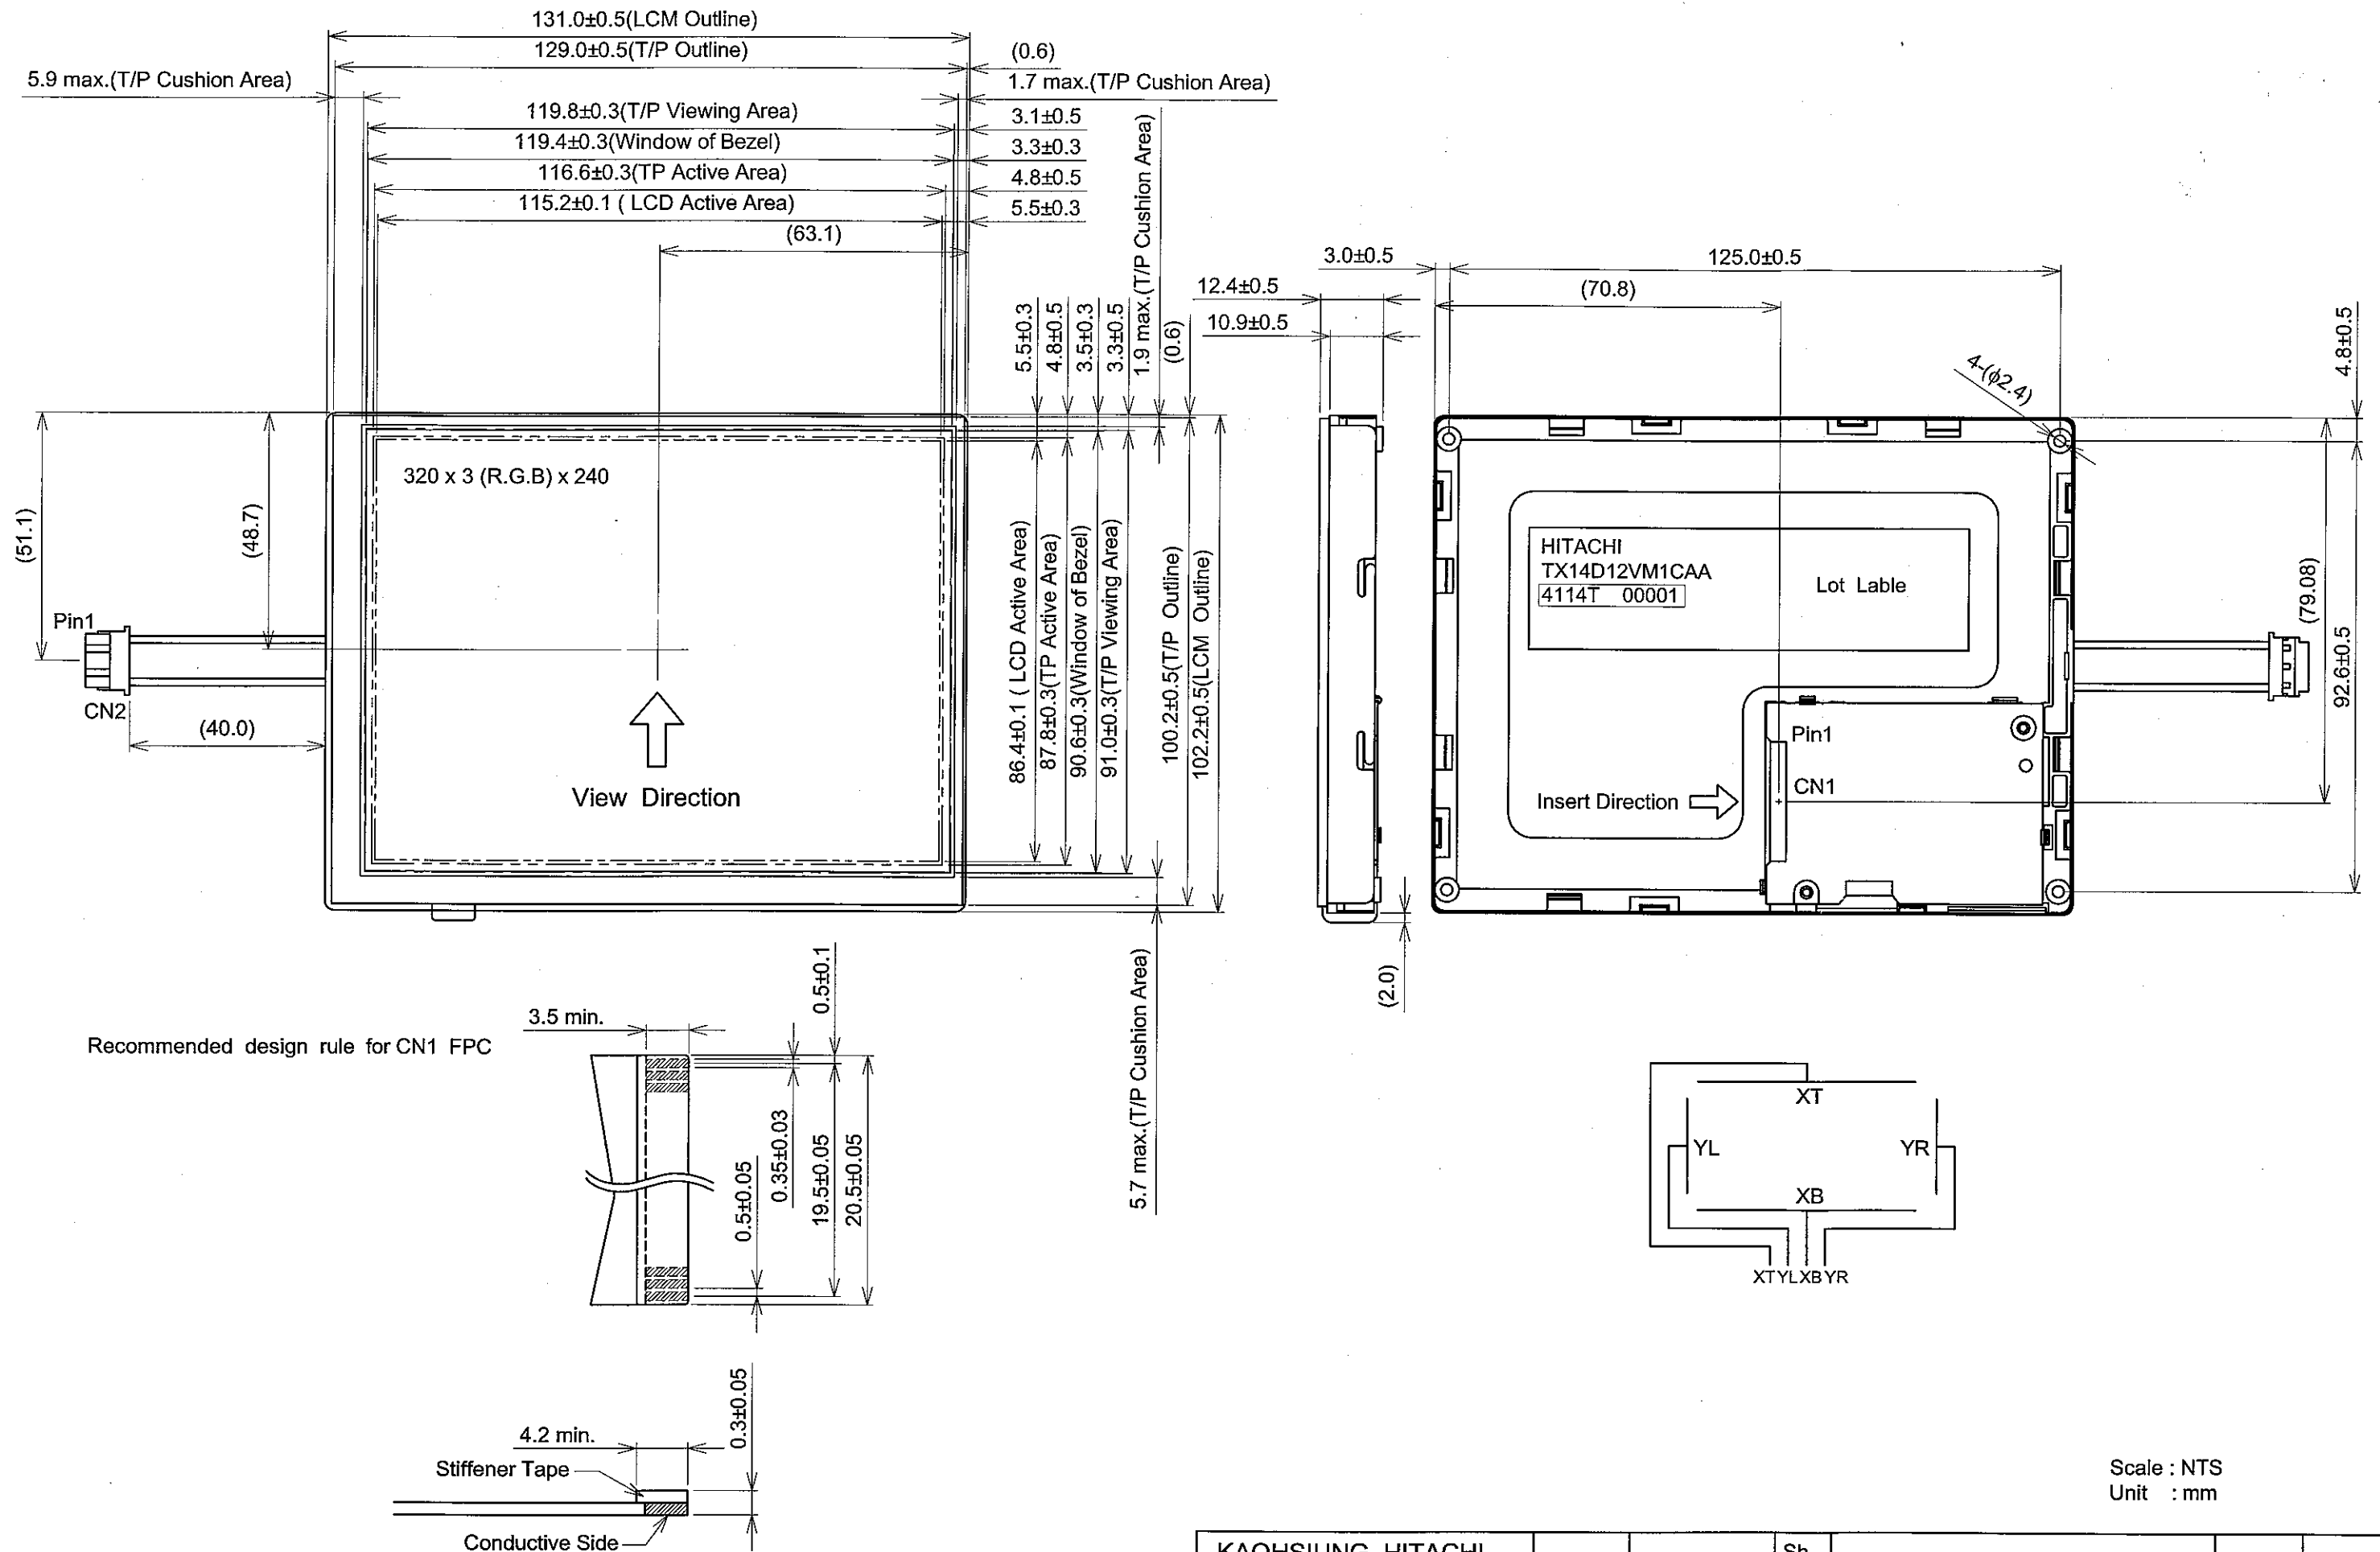 131.0±0.5(LCM Outline)
129.0±0.5(T/P Outline)
(0.6)
5.9 max.(T/P Cushion Area)
1.7 max.(T/P Cushion Area)
119.8±0.3(T/P Viewing Area)
3.1±0.5
119.4±0.3(Window of Bezel)
3.3±0.3
116.6±0.3(TP Active Area)
4.8±0.5
115.2±0.1 ( LCD Active Area)
5.5±0.3
(63.1)
5.5±0.3
4.8±0.5
3.5±0.3
3.3±0.5
1.9 max.(T/P Cushion Area)
(0.6)
(51.1)
(48.7)
320 x 3 (R.G.B) x 240
Pin1
CN2
(40.0)
View Direction
86.4±0.1 ( LCD Active Area)
87.8±0.3(TP Active Area)
90.6±0.3(Window of Bezel)
91.0±0.3(T/P Viewing Area)
100.2±0.5(T/P Outline)
102.2±0.5(LCM Outline)
5.7 max.(T/P Cushion Area)
12.4±0.5
10.9±0.5
(2.0)
3.0±0.5
125.0±0.5
(70.8)
4-(ϕ2.4)
4.8±0.5
(79.08)
92.6±0.5
HITACHI
TX14D12VM1CAA
4114T 00001
Lot Lable
Pin1
CN1
Insert Direction
Recommended design rule for CN1 FPC
3.5 min.
0.5±0.1
0.5±0.05
0.35±0.03
19.5±0.05
20.5±0.05
XT
YL
YR
XB
XT YL XB YR
4.2 min.
0.3±0.05
Stiffener Tape
Conductive Side
Scale : NTS
Unit : mm
KAOHSIUNG HITACHI
Sh